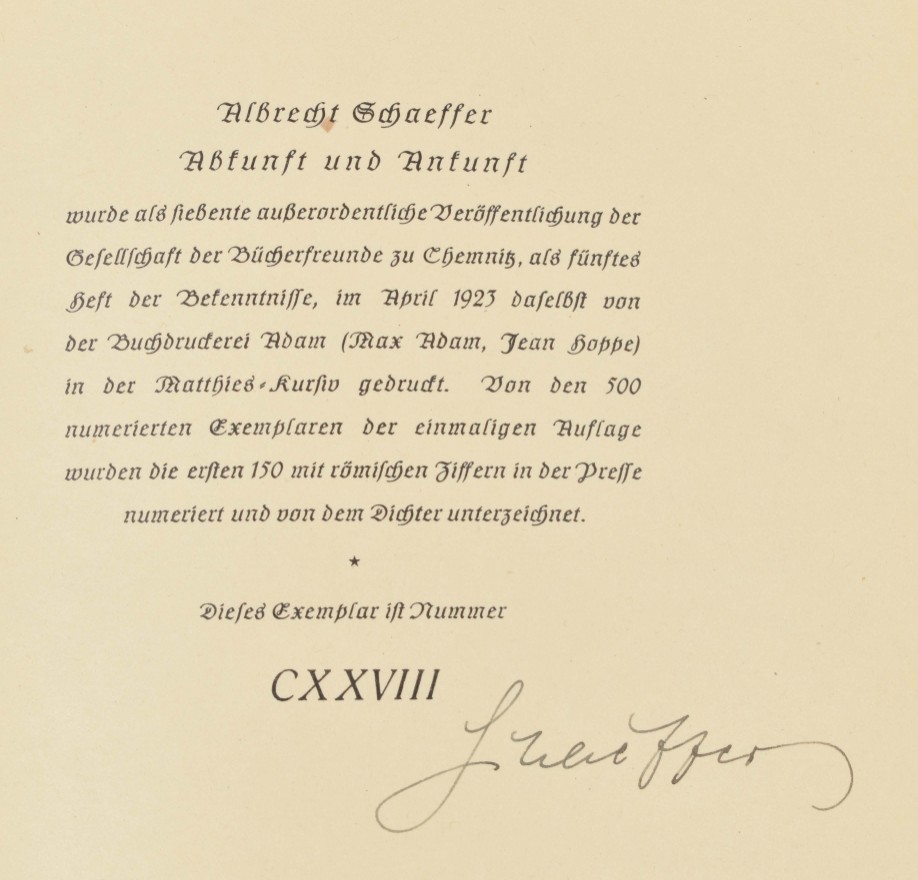 Albrecht Schaeffer
Abkunft und Ankunft
wurde als siebente außerordentliche Veröffentlichung der
Gesellschaft der Bücherfreunde zu Chemnitz, als fünftes
Heft der Bekenntnisse, im April 1923 daselbst von
der Buchdruckerei Adam (Max Adam, Jean Hoppe)
in der Matthies-Kursiv gedruckt. Von den 500
numerierten Exemplaren der einmaligen Auflage
wurden die ersten 150 mit römischen Ziffern in der Presse
numeriert und von dem Dichter unterzeichnet.
★
Dieses Exemplar ist Nummer
CXXVIII
Schaeffer